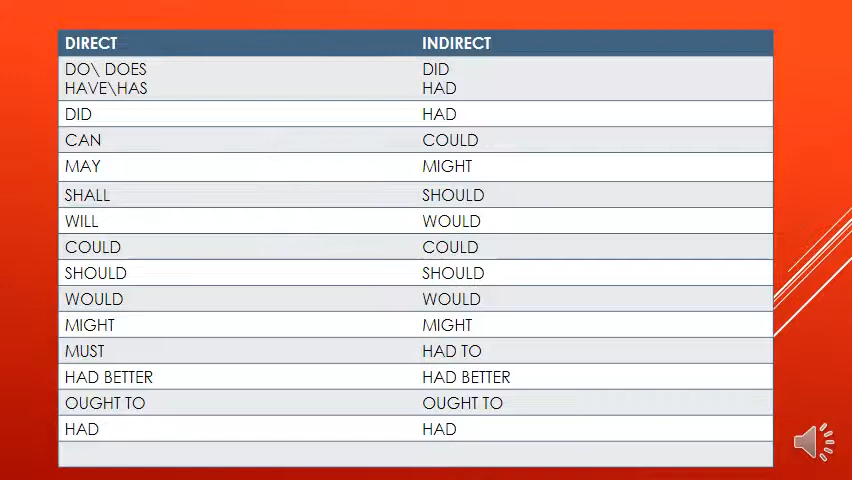 DIRECT INDIRECT
DO\ DOES DID
HAVE\HAS HAD
DID HAD
CAN COULD
MAY MIGHT
SHALL SHOULD
WILL WOULD
COULD COULD
SHOULD SHOULD
WOULD WOULD
MIGHT MIGHT
MUST HAD TO
HAD BETTER HAD BETTER
OUGHT TO OUGHT TO
HAD HAD